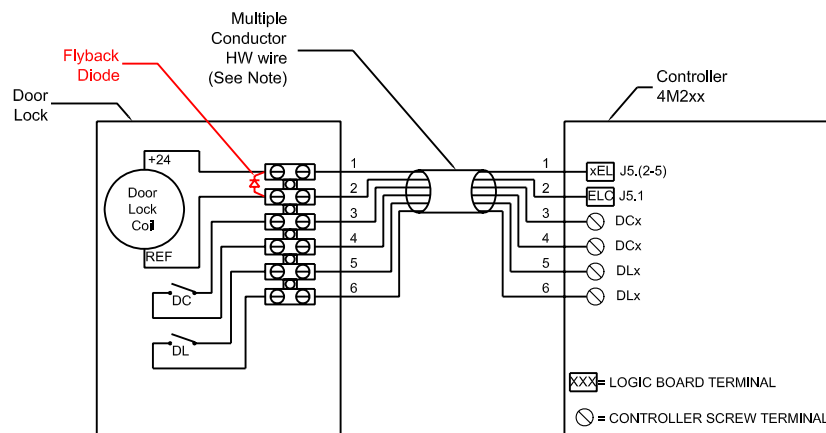 Multiple
Conductor
HW wire
(See Note)
Flyback
Diode
Controller
4M2xx
Door
Lock
+24
Door
Lock
Coil
REF
DC
DL
1
2
3
4
5
6
1
2
3
4
5
6
xEL J5.(2-5)
ELC J5.1
DCx
DCx
DLx
DLx
XXX = LOGIC BOARD TERMINAL
= CONTROLLER SCREW TERMINAL